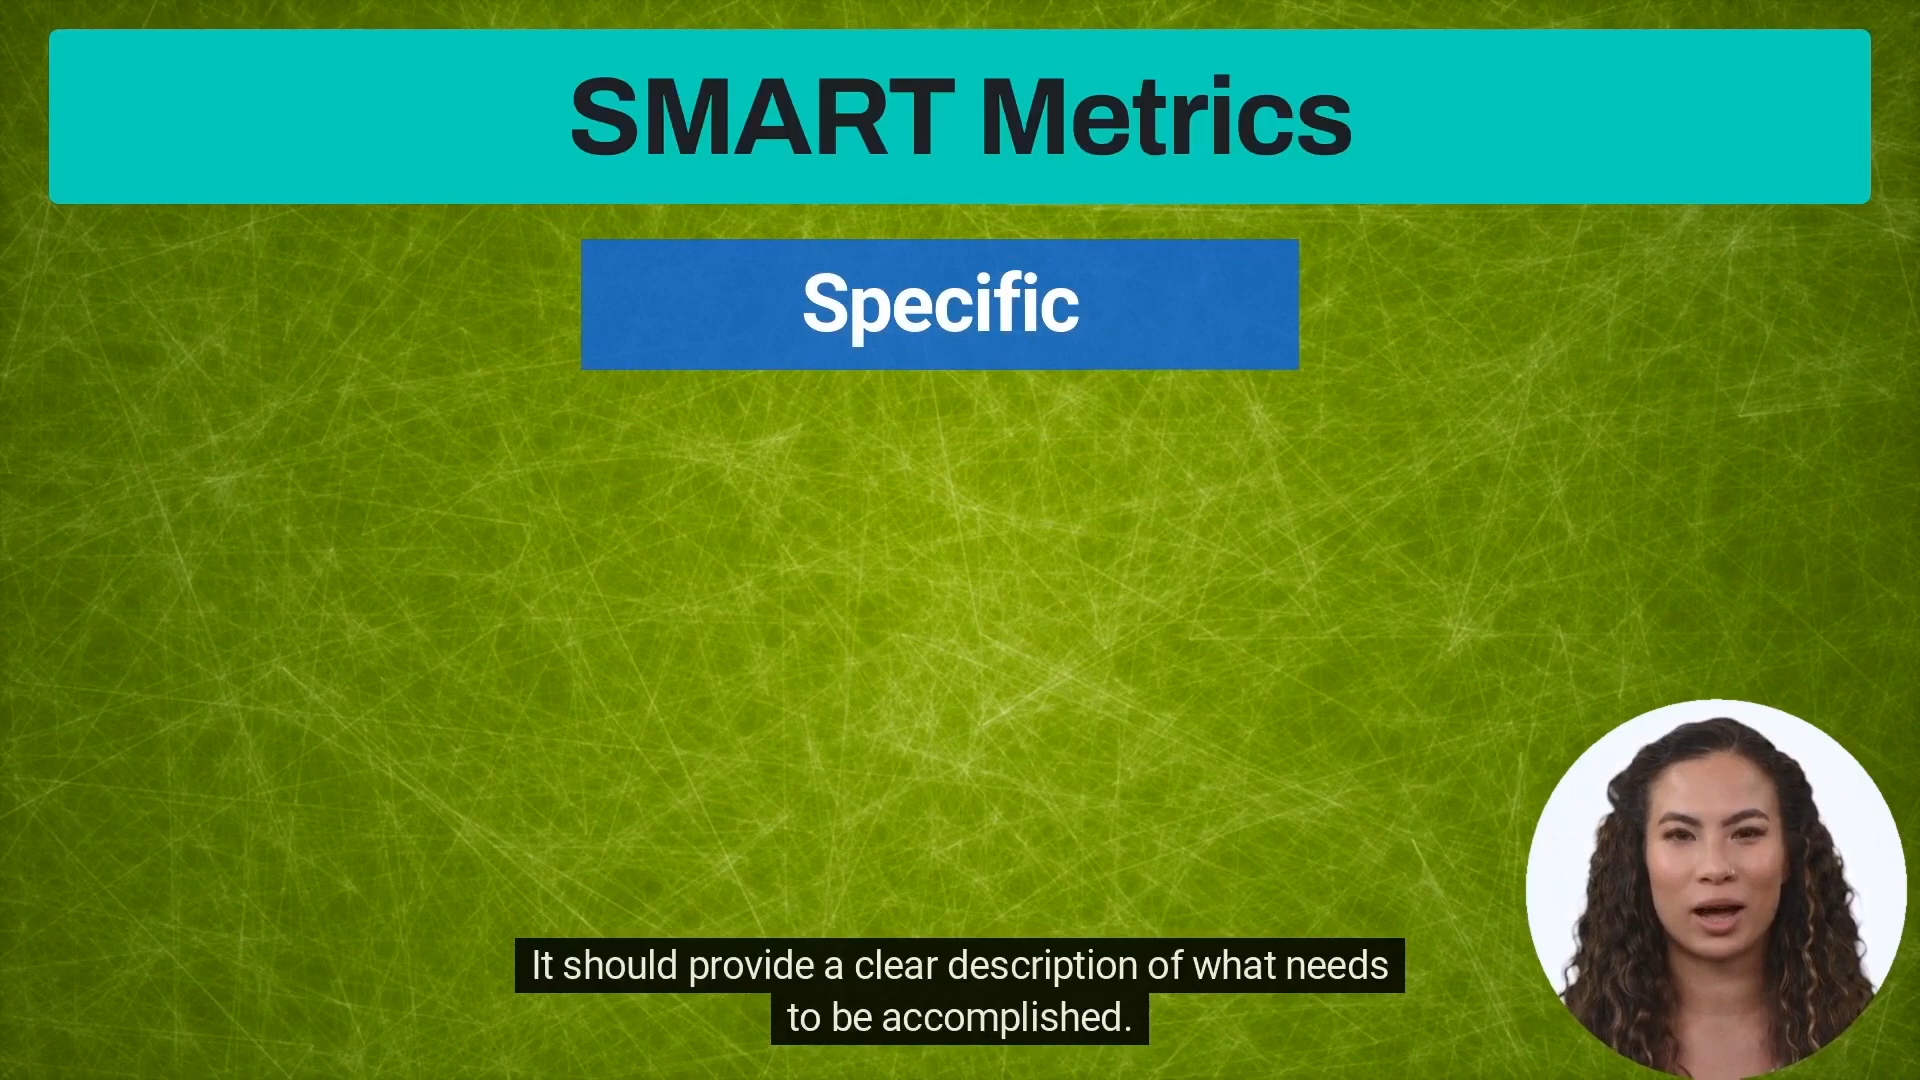 SMART Metrics
Specific
It should provide a clear description of what needs
to be accomplished.